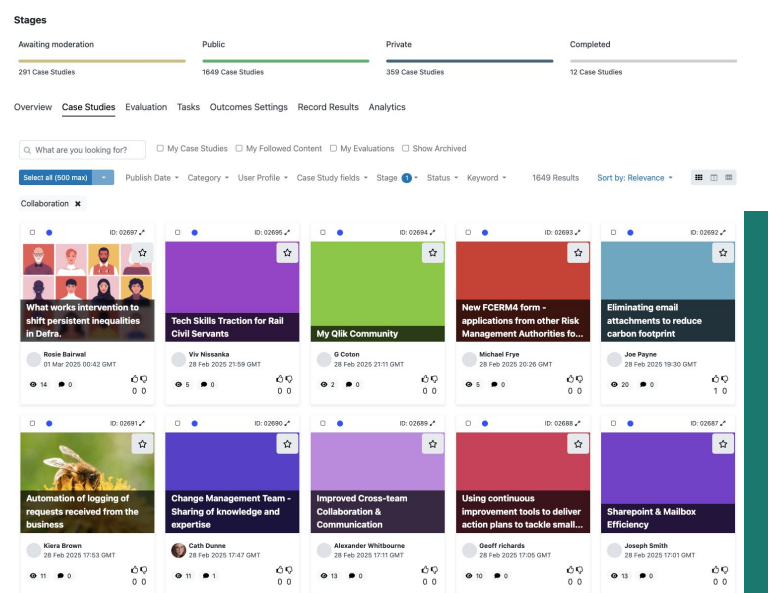 Stages
Awaiting moderation
Public
Private
Completed
291 Case Studies
1649 Case Studies
359 Case Studies
12 Case Studies
Overview Case Studies Evaluation Tasks Outcomes Settings Record Results Analytics
What are you looking for?
My Case Studies My Followed Content My Evaluations Show Archived
Select all (500 max) Publish Date Category User Profile Case Study fields Stage 1 Status Keyword 1649 Results Sort by: Relevance
Collaboration ✖
ID: 02697
What works intervention to
shift persistent inequalities
in Defra.
Rosie Bairwal
01 Mar 2025 00:42 GMT
14 0
0 0
ID: 02695
Tech Skills Traction for Rail
Civil Servants
Viv Nissanka
28 Feb 2025 21:59 GMT
5 0
0 0
ID: 02694
My Qlik Community
G Coton
28 Feb 2025 21:11 GMT
2 0
0 0
ID: 02693
New FCERM4 form -
applications from other Risk
Management Authorities fo...
Michael Frye
28 Feb 2025 20:26 GMT
5 0
0 0
ID: 02692
Eliminating email
attachments to reduce
carbon footprint
Joe Payne
28 Feb 2025 19:30 GMT
20 0
1 0
ID: 02691
Automation of logging of
requests received from the
business
Kiera Brown
28 Feb 2025 17:53 GMT
11 0
0 0
ID: 02690
Change Management Team -
Sharing of knowledge and
expertise
Cath Dunne
28 Feb 2025 17:47 GMT
11 1
0 0
ID: 02689
Improved Cross-team
Collaboration &
Communication
Alexander Whitbourne
28 Feb 2025 17:11 GMT
13 0
0 0
ID: 02688
Using continuous
improvement tools to deliver
action plans to tackle small...
Geoff richards
28 Feb 2025 17:05 GMT
10 0
0 0
ID: 02687
Sharepoint & Mailbox
Efficiency
Joseph Smith
28 Feb 2025 17:01 GMT
13 0
0 0